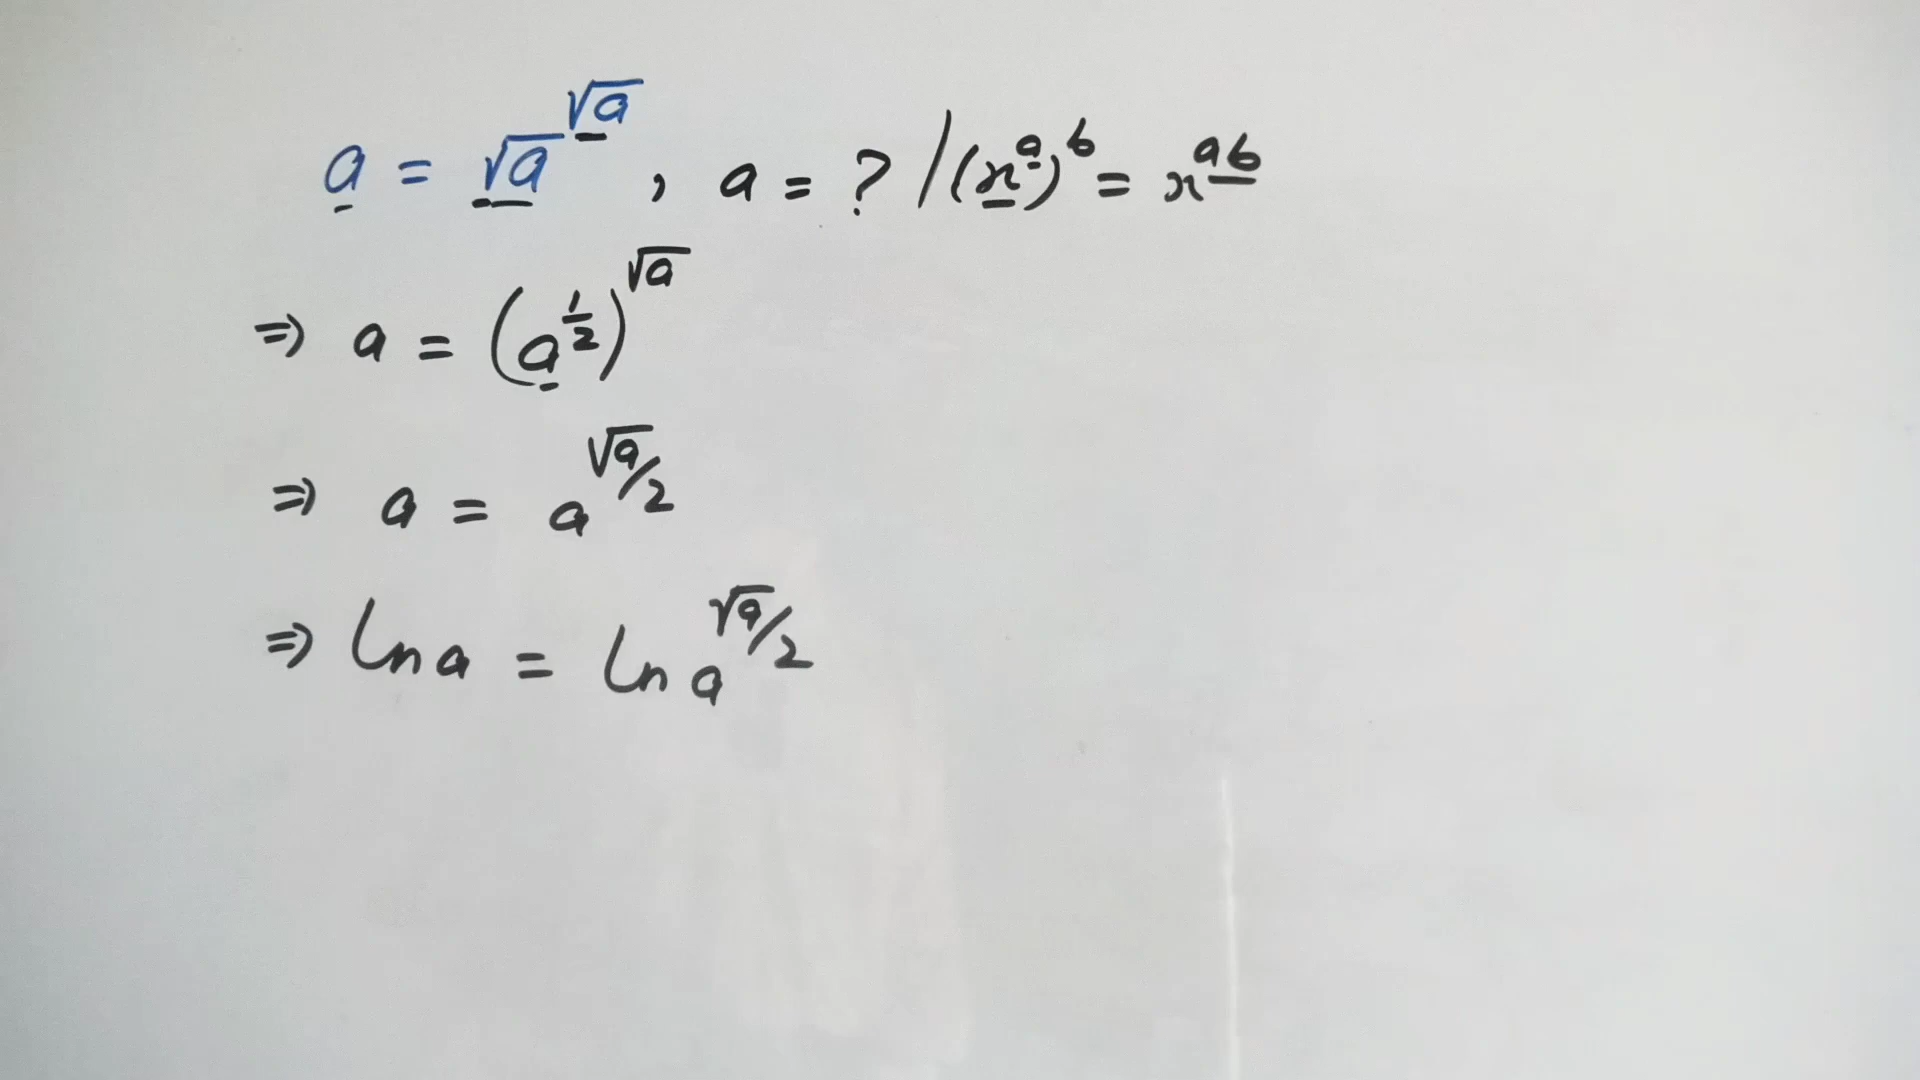 a = √a^√a , a = ? / (x^a)^b = x^ab
⇒ a = (a^½)^√a
⇒ a = a^√a/2
⇒ ln a = ln a^√a/2